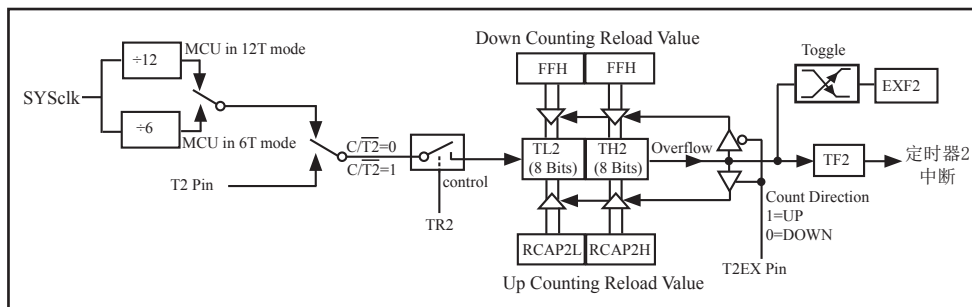 Down Counting Reload Value
Toggle
÷12
MCU in 12T mode
FFH
FFH
EXF2
SYSclk
÷6
MCU in 6T mode
C/T2=0
C/T2=1
TL2
(8 Bits)
TH2
(8 Bits)
Overflow
TF2
定时器2
中断
T2 Pin
control
Count Direction
1=UP
0=DOWN
TR2
RCAP2L
RCAP2H
T2EX Pin
Up Counting Reload Value